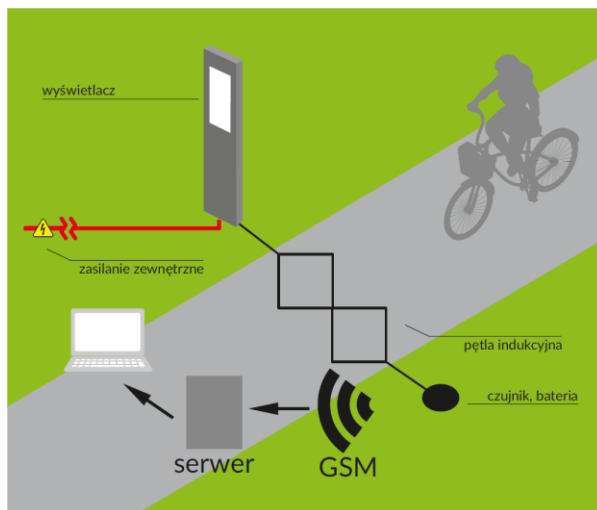 wyświetlacz
zasilanie zewnętrzne
pętla indukcyjna
czujnik, bateria
serwer
GSM